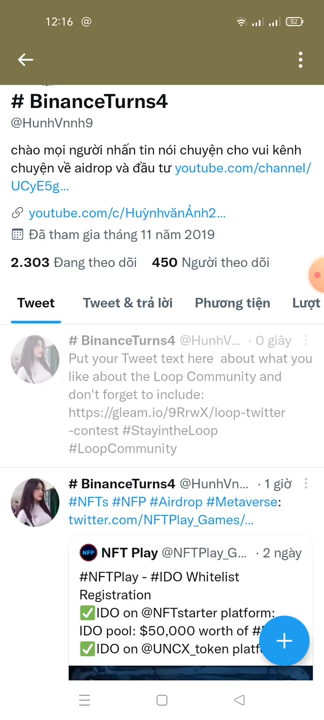 12:16 @
52
# BinanceTurns4
@HunhVnnh9
chào mọi người nhấn tin nói chuyện cho vui kênh
chuyện về aidrop và đầu tư youtube.com/channel/
UCyE5g...
youtube.com/c/HuỳnhvănẢnh2...
Đã tham gia tháng 11 năm 2019
2.303 Đang theo dõi 450 Người theo dõi
Tweet Tweet & trả lời Phương tiện Lượt
# BinanceTurns4 @HunhV... · 0 giây
Put your Tweet text here about what you
like about the Loop Community and
don't forget to include:
https://gleam.io/9RrwX/loop-twitter
-contest #StayintheLoop
#LoopCommunity
# BinanceTurns4 @HunhVn... · 1 giờ
#NFTs #NFP #Airdrop #Metaverse:
twitter.com/NFTPlay_Games/...
NFP NFT Play @NFTPlay_G... · 2 ngày
#NFTPlay - #IDO Whitelist
Registration
✅IDO on @NFTstarter platform:
IDO pool: $50,000 worth of
✅IDO on @UNCX_token